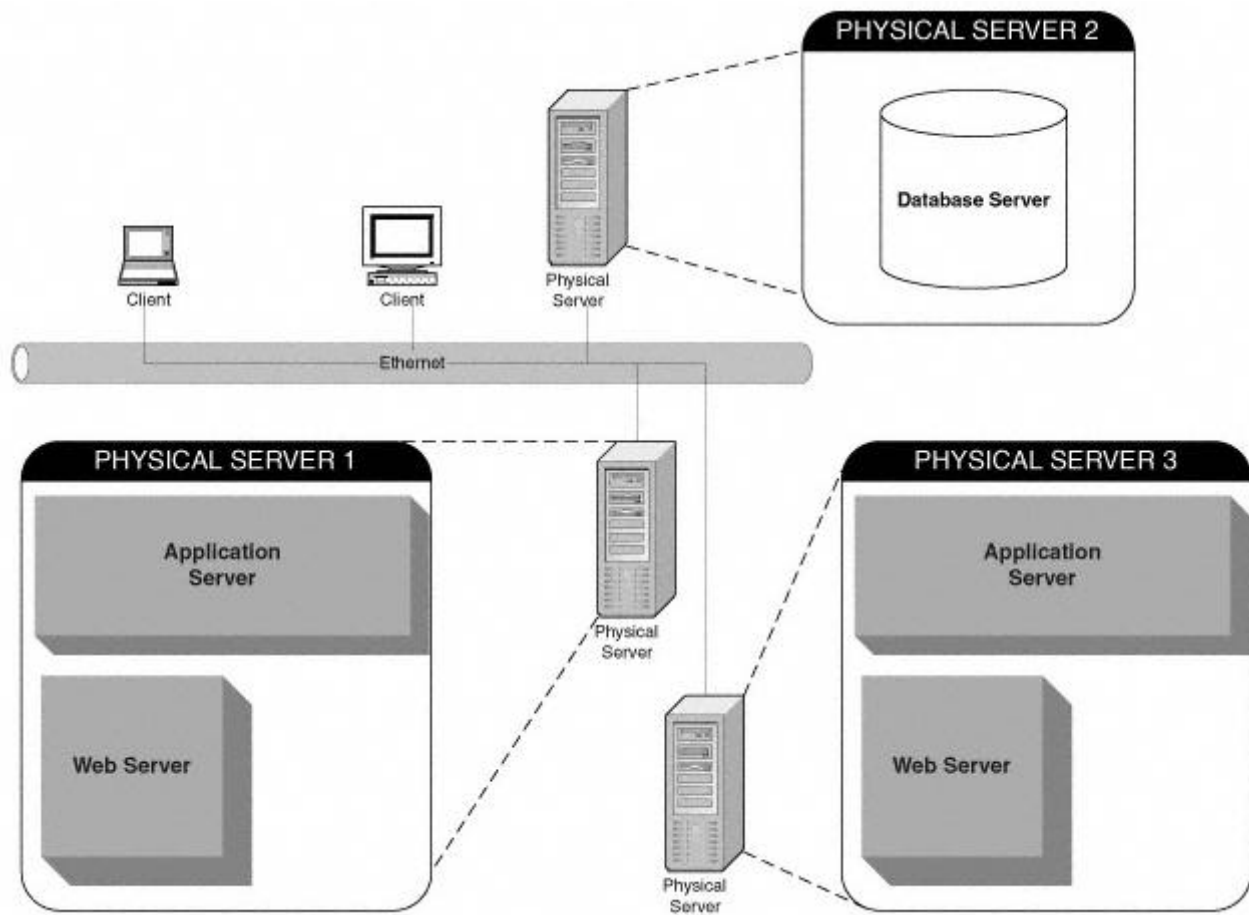 PHYSICAL SERVER 2
Database Server
Physical
Server
Client
Client
Ethernet
PHYSICAL SERVER 1
Application
Server
Web Server
Physical
Server
Physical
Server
PHYSICAL SERVER 3
Application
Server
Web Server